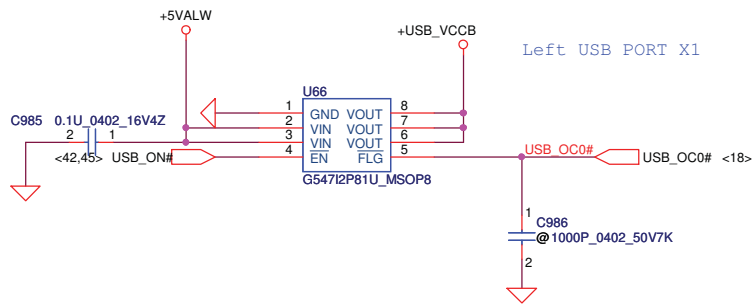 +5VALW
+USB_VCCB
Left USB PORT X1
U66
C985 0.1U_0402_16V4Z
1 GND VOUT 8
2 VIN VOUT 7
2 1 3 VIN VOUT 6
<42,45> USB_ON# 4 EN FLG 5 USB_OC0# USB_OC0# <18>
G547I2P81U_MSOP8
1
C986
@1000P_0402_50V7K
2